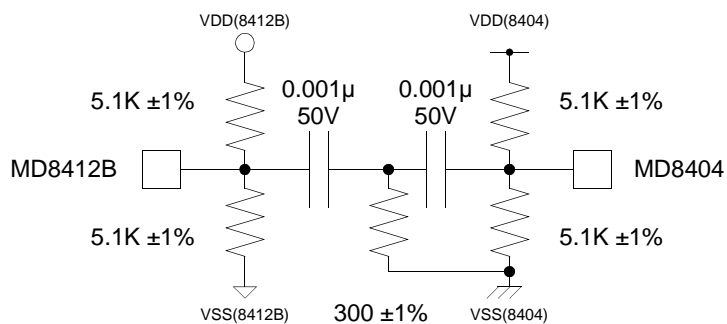 VDD(8412B)
VDD(8404)
5.1K ±1%
0.001µ
50V
0.001µ
50V
5.1K ±1%
MD8412B
MD8404
5.1K ±1%
5.1K ±1%
VSS(8412B)
300 ±1%
VSS(8404)